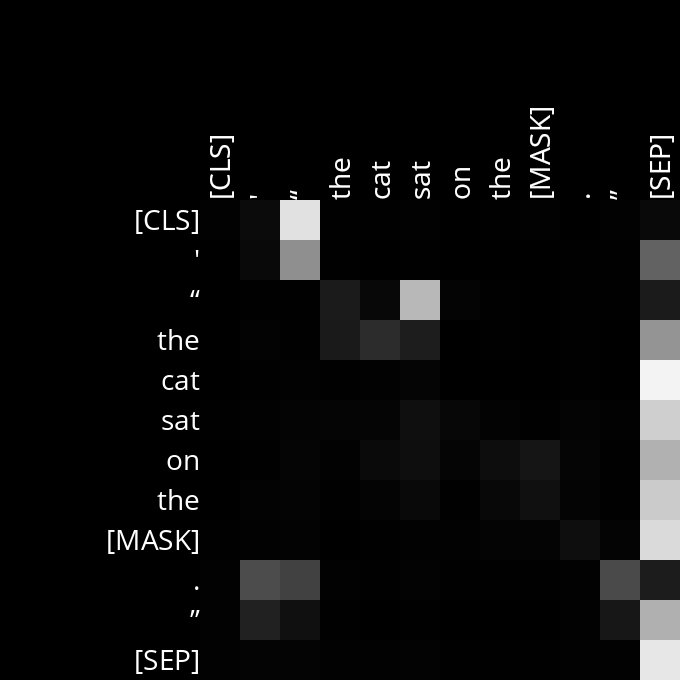 [CLS] ' “ the cat sat on the [MASK] . ” [SEP]
[CLS]
'
“
the
cat
sat
on
the
[MASK]
.
”
[SEP]